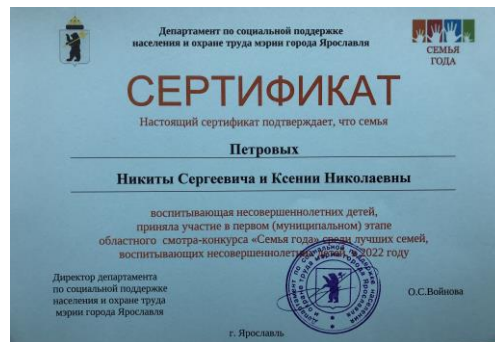 Департамент по социальной поддержке
населения и охране труда мэрии города Ярославля
СЕМЬЯ
ГОДА
СЕРТИФИКАТ
Настоящий сертификат подтверждает, что семья
Петровых
Никиты Сергеевича и Ксении Николаевны
воспитывающая несовершеннолетних детей,
приняла участие в первом (муниципальном) этапе
областного смотра-конкурса «Семья года» среди лучших семей,
воспитывающих несовершеннолетних детей, в 2022 году
Директор департамента
по социальной поддержке
населения и охране труда
мэрии города Ярославля
О.С.Войнова
г. Ярославль